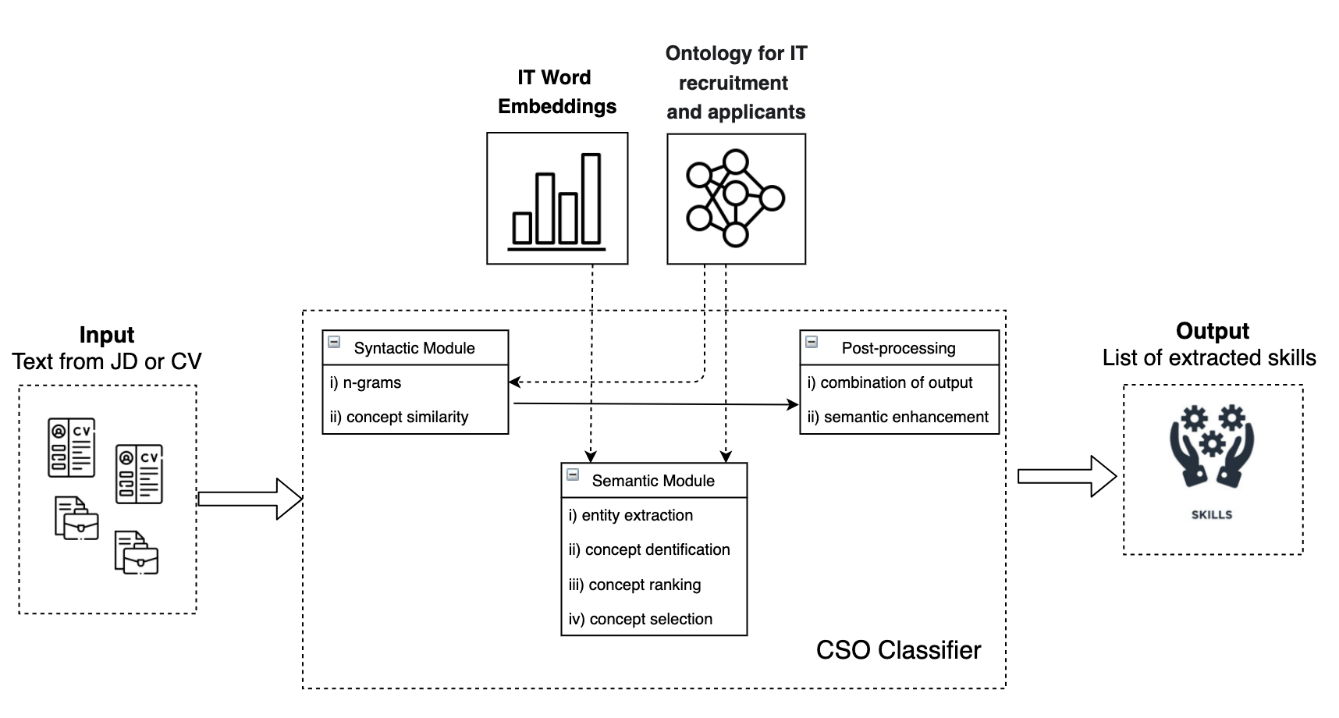 IT Word
Embeddings
Ontology for IT
recruitment
and applicants
Input
Text from JD or CV
CV
CV
Syntactic Module
i) n-grams
ii) concept similarity
Post-processing
i) combination of output
ii) semantic enhancement
Semantic Module
i) entity extraction
ii) concept dentification
iii) concept ranking
iv) concept selection
CSO Classifier
Output
List of extracted skills
SKILLS